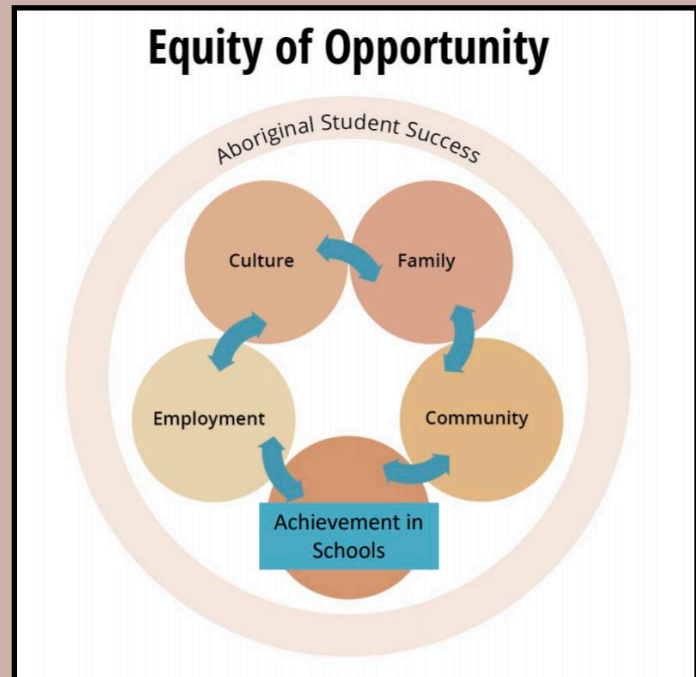 Equity of Opportunity
Aboriginal Student Success
Culture
Family
Employment
Community
Achievement in
Schools